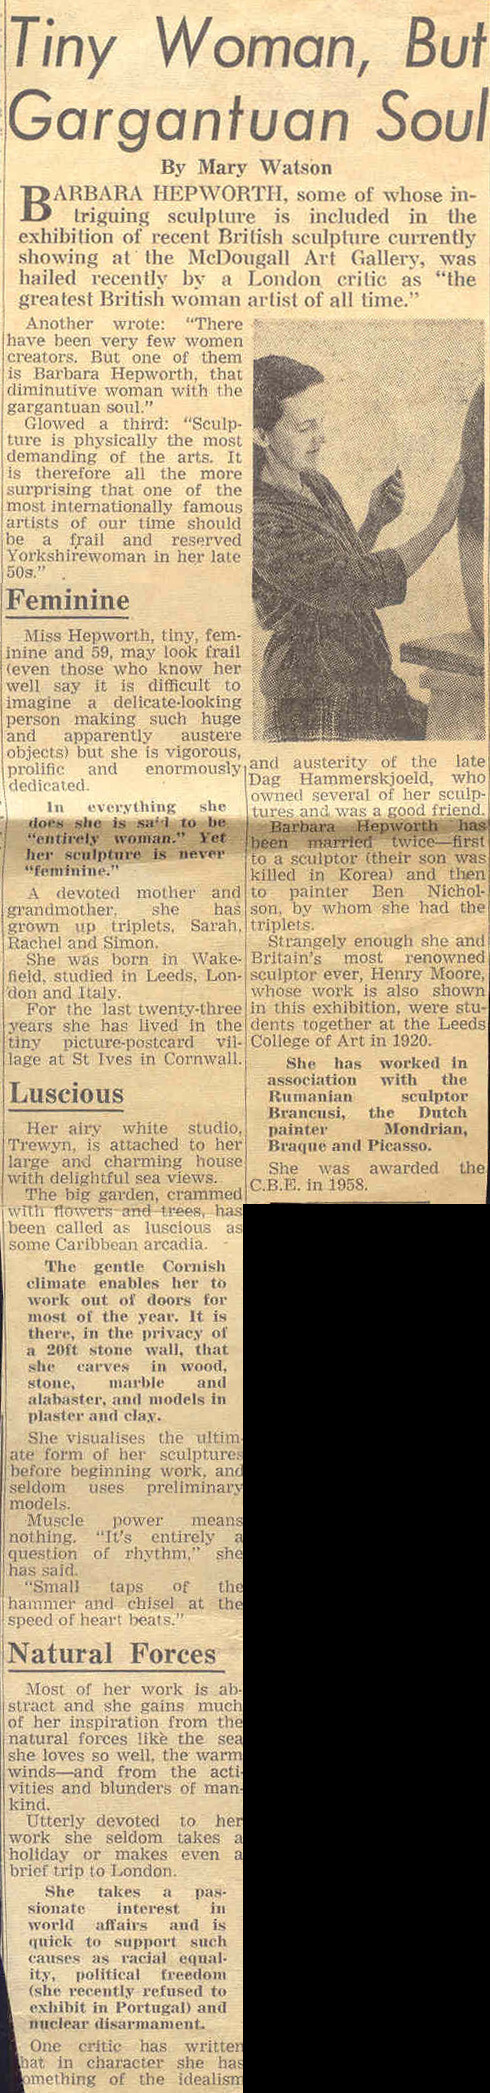 Tiny Woman, But
Gargantuan Soul
By Mary Watson
BARBARA HEPWORTH, some of whose in-
triguing sculpture is included in the
exhibition of recent British sculpture currently
showing at the McDougall Art Gallery, was
hailed recently by a London critic as "the
greatest British woman artist of all time."
Another wrote: "There
have been very few women
creators. But one of them
is Barbara Hepworth, that
diminutive woman with the
gargantuan soul."
Glowed a third: "Sculp-
ture is physically the most
demanding of the arts. It
is therefore all the more
surprising that one of the
most internationally famous
artists of our time should
be a frail and reserved
Yorkshirewoman in her late
50s."
Feminine
Miss Hepworth, tiny, fem-
inine and 59, may look frail
(even those who know her
well say it is difficult to
imagine a delicate-looking
person making such huge
and apparently austere
objects) but she is vigorous,
prolific and enormously
dedicated.
In everything she
does she is sa'd to be
"entirely woman." Yet
her sculpture is never
"feminine."
A devoted mother and
grandmother, she has
grown up triplets, Sarah,
Rachel and Simon.
She was born in Wake-
field, studied in Leeds, Lon-
don and Italy.
For the last twenty-three
years she has lived in the
tiny picture-postcard vil-
lage at St Ives in Cornwall.
Luscious
Her airy white studio,
Trewyn, is attached to her
large and charming house
with delightful sea views.
The big garden, crammed
with flowers and trees, has
been called as luscious as
some Caribbean arcadia.
The gentle Cornish
climate enables her to
work out of doors for
most of the year. It is
there, in the privacy of
a 20ft stone wall, that
she carves in wood,
stone, marble and
alabaster, and models in
plaster and clay.
She visualises the ultim-
ate form of her sculptures
before beginning work, and
seldom uses preliminary
models.
Muscle power means
nothing. "It's entirely a
question of rhythm," she
has said.
"Small taps of the
hammer and chisel at the
speed of heart beats."
Natural Forces
Most of her work is ab-
stract and she gains much
of her inspiration from the
natural forces like the sea
she loves so well, the warm
winds—and from the acti-
vities and blunders of man-
kind.
Utterly devoted to her
work she seldom takes a
holiday or makes even a
brief trip to London.
She takes a pas-
sionate interest in
world affairs and is
quick to support such
causes as racial equal-
ity, political freedom
(she recently refused to
exhibit in Portugal) and
nuclear disarmament.
One critic has written
hat in character she has
omething of the idealism
and austerity of the late
Dag Hammerskjoeld, who
owned several of her sculp-
tures and was a good friend.
Barbara Hepworth has
been married twice—first
to a sculptor (their son was
killed in Korea) and then
to painter Ben Nichol-
son, by whom she had the
triplets.
Strangely enough she and
Britain's most renowned
sculptor ever, Henry Moore,
whose work is also shown
in this exhibition, were stu-
dents together at the Leeds
College of Art in 1920.
She has worked in
association with the
Rumanian sculptor
Brancusi, the Dutch
painter Mondrian,
Braque and Picasso.
She was awarded the
C.B.E. in 1958.